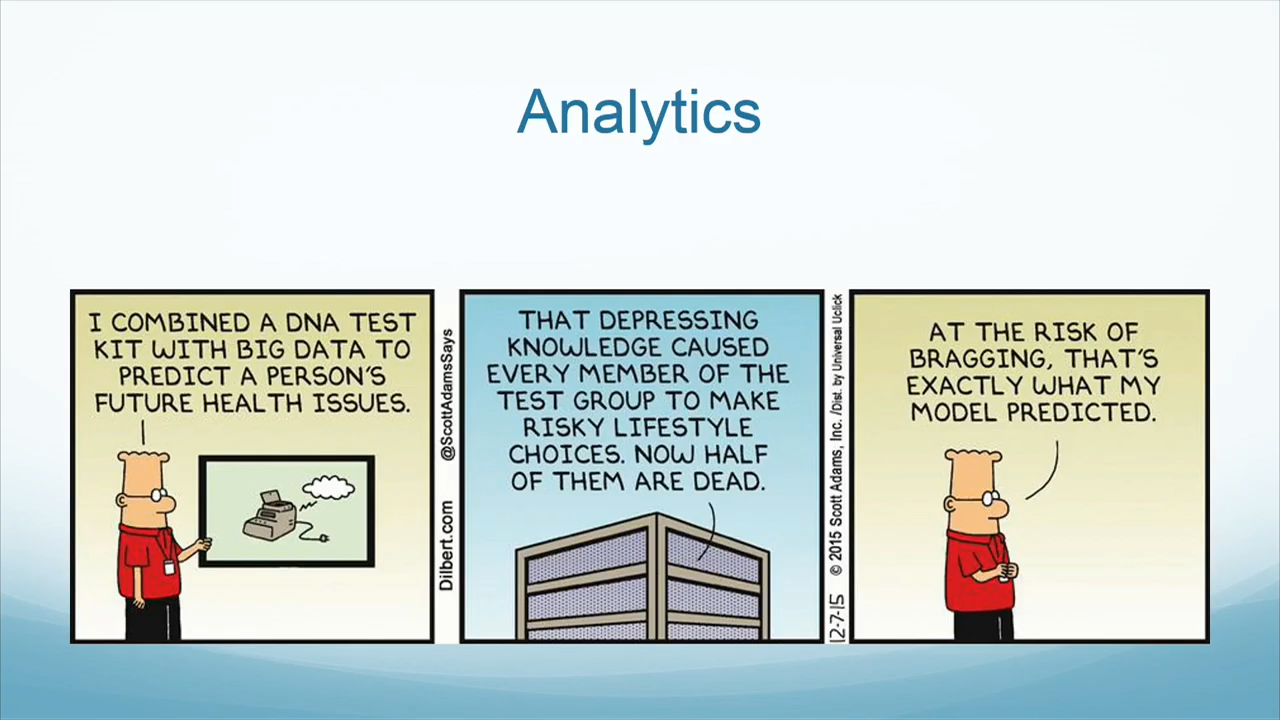 Analytics
I COMBINED A DNA TEST
KIT WITH BIG DATA TO
PREDICT A PERSON'S
FUTURE HEALTH ISSUES.
Dilbert.com @ScottAdamsSays
THAT DEPRESSING
KNOWLEDGE CAUSED
EVERY MEMBER OF THE
TEST GROUP TO MAKE
RISKY LIFESTYLE
CHOICES. NOW HALF
OF THEM ARE DEAD.
12-7-15 © 2015 Scott Adams, Inc. /Dist. by Universal Uclick
AT THE RISK OF
BRAGGING, THAT'S
EXACTLY WHAT MY
MODEL PREDICTED.